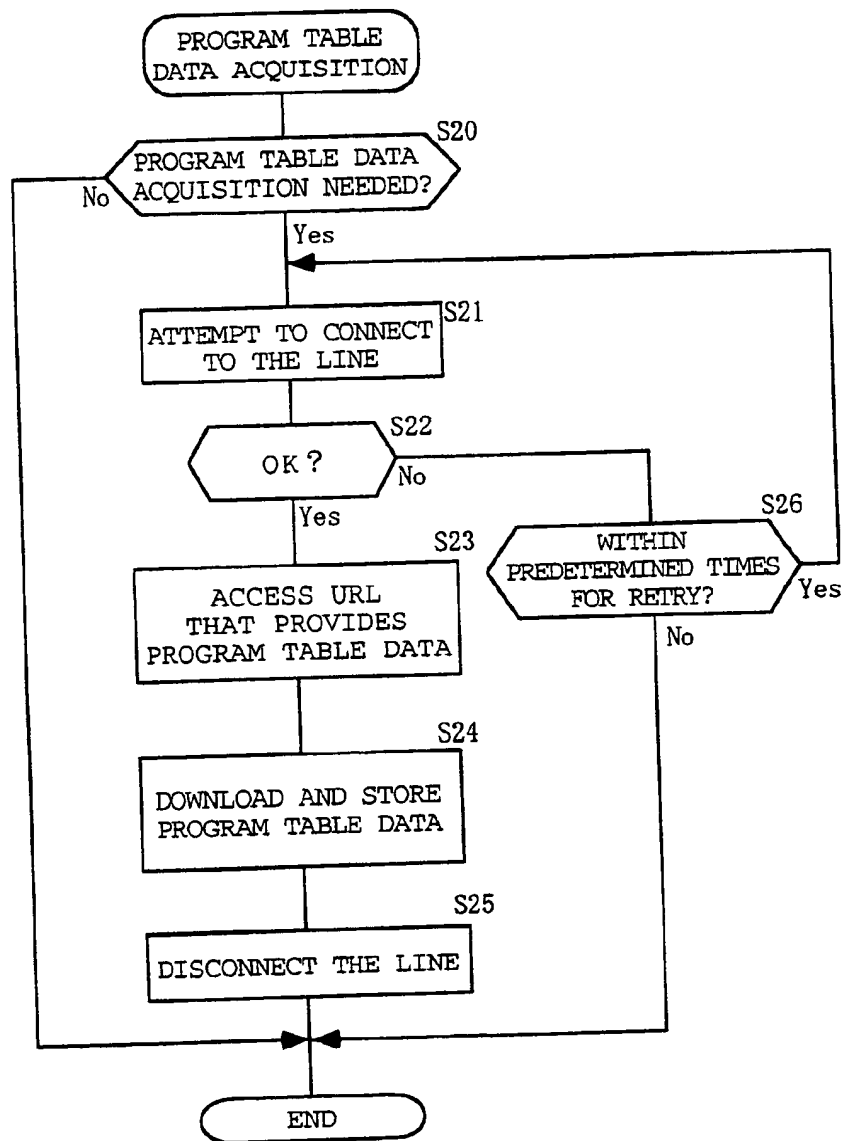 PROGRAM TABLE
DATA ACQUISITION
S20
PROGRAM TABLE DATA
ACQUISITION NEEDED?
No
Yes
S21
ATTEMPT TO CONNECT
TO THE LINE
S22
OK?
No
Yes
S26
WITHIN
PREDETERMINED TIMES
FOR RETRY?
Yes
No
S23
ACCESS URL
THAT PROVIDES
PROGRAM TABLE DATA
S24
DOWNLOAD AND STORE
PROGRAM TABLE DATA
S25
DISCONNECT THE LINE
END